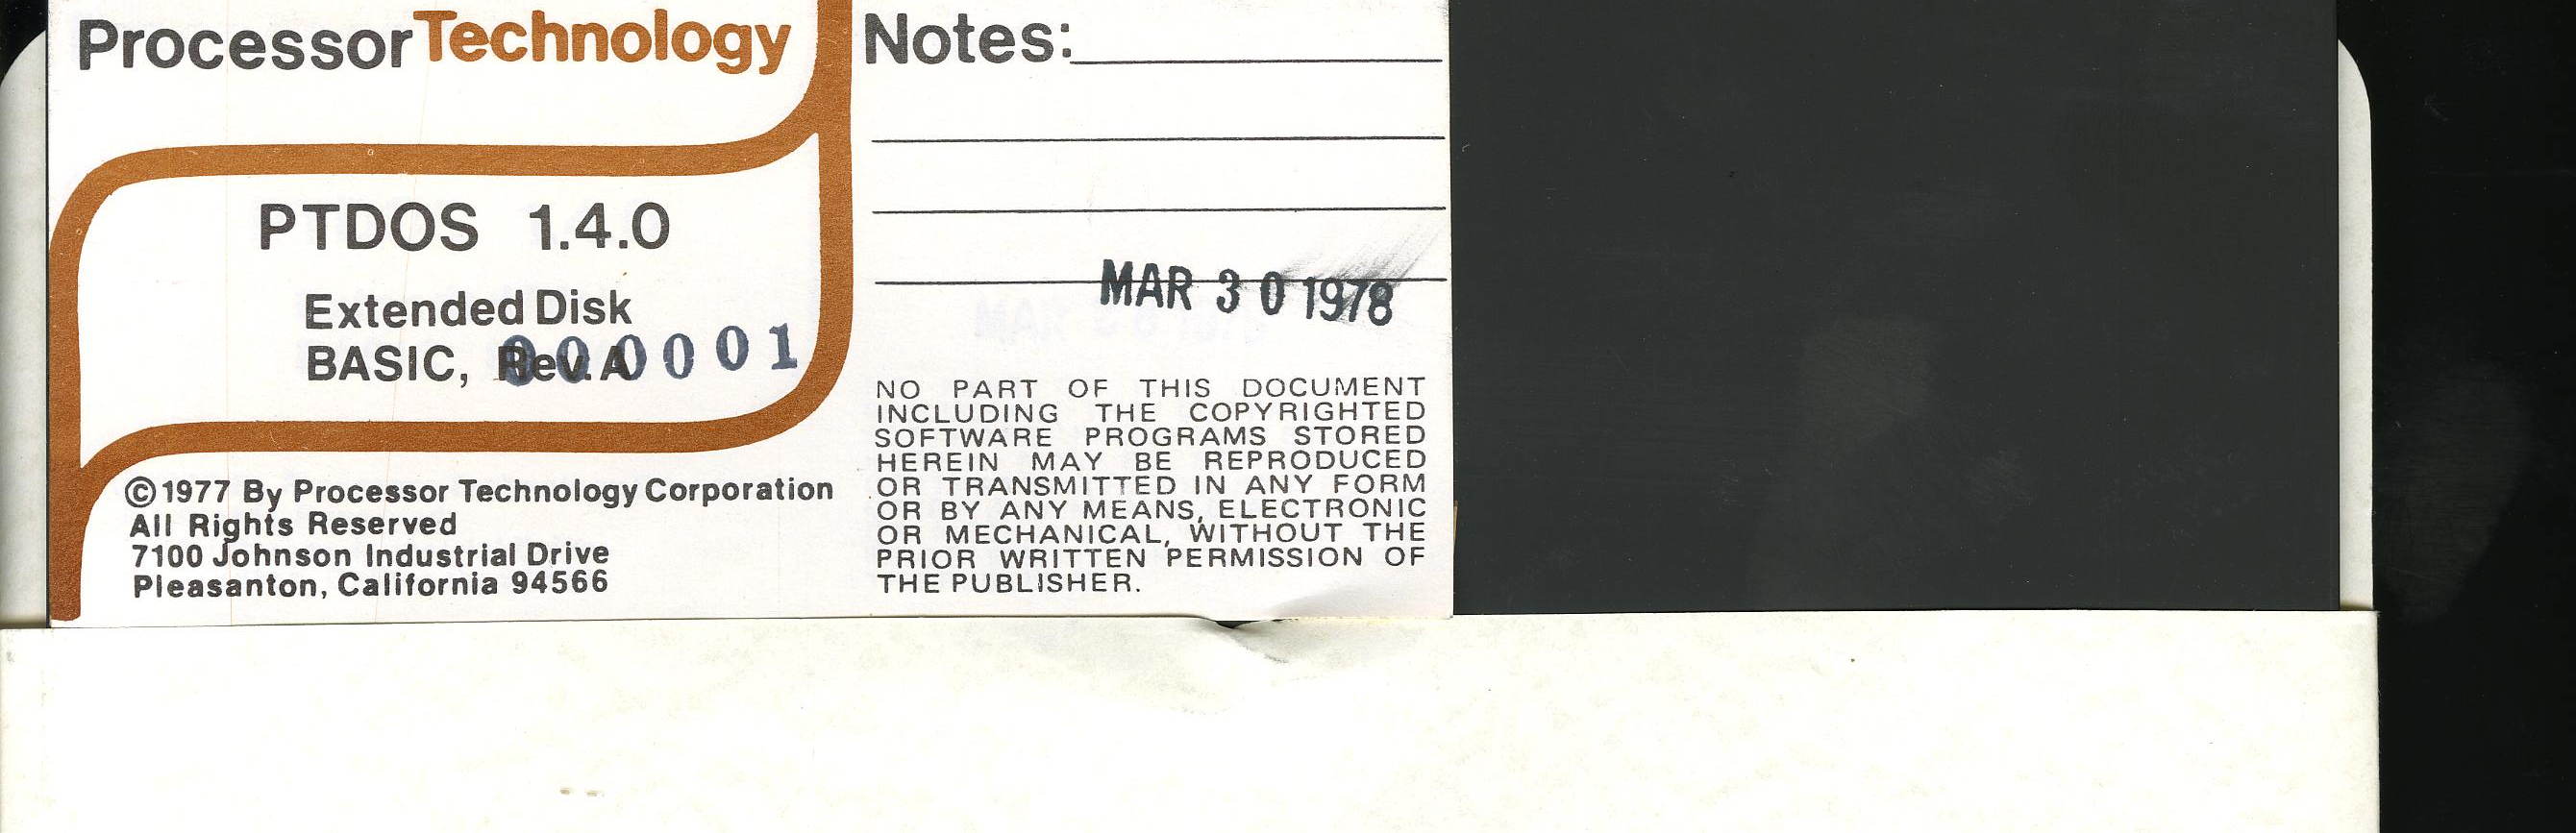 Processor Technology
PTDOS 1.4.0
Extended Disk
BASIC, Rev. A
000001
©1977 By Processor Technology Corporation
All Rights Reserved
7100 Johnson Industrial Drive
Pleasanton, California 94566
Notes:
MAR 30 1978
NO PART OF THIS DOCUMENT
INCLUDING THE COPYRIGHTED
SOFTWARE PROGRAMS STORED
HEREIN MAY BE REPRODUCED
OR TRANSMITTED IN ANY FORM
OR BY ANY MEANS, ELECTRONIC
OR MECHANICAL, WITHOUT THE
PRIOR WRITTEN PERMISSION OF
THE PUBLISHER.